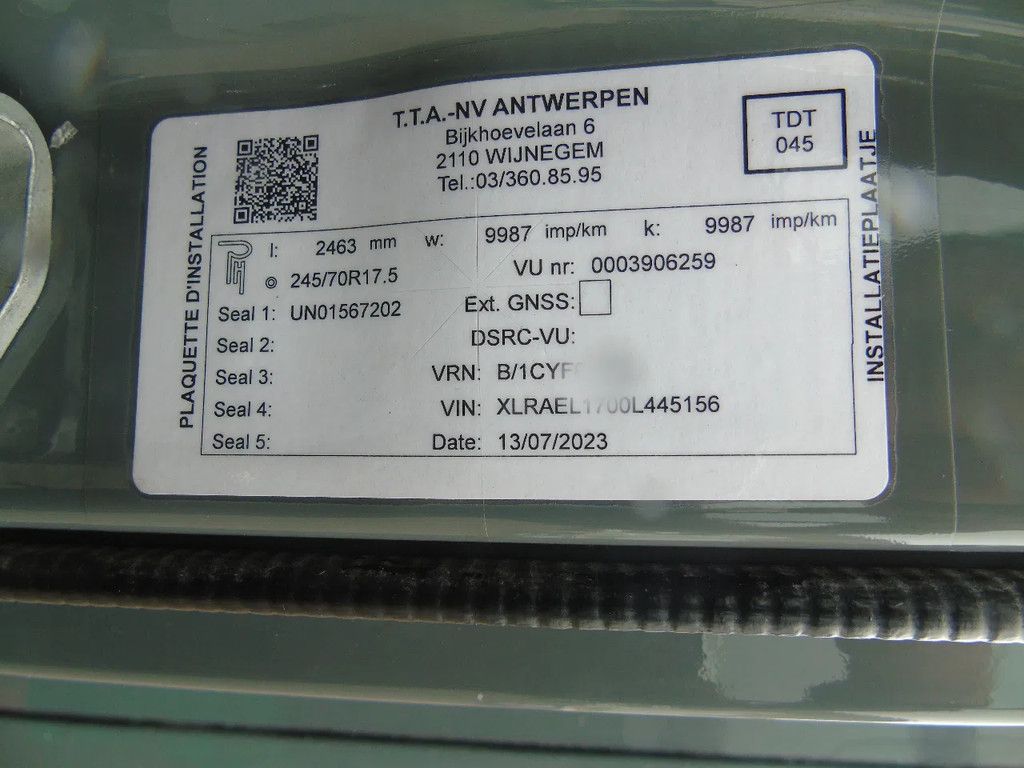 T.T.A.-NV ANTWERPEN
Bijkhoevelaan 6
2110 WIJNEGEM
Tel.:03/360.85.95
TDT
045
PLAQUETTE D'INSTALLATION
l: 2463 mm w: 9987 imp/km k: 9987 imp/km
245/70R17.5 VU nr: 0003906259
Seal 1: UN01567202 Ext. GNSS:
Seal 2: DSRC-VU:
Seal 3: VRN: B/1CYF
Seal 4: VIN: XLRAEL1700L445156
Seal 5: Date: 13/07/2023
INSTALLATIEPLAATJE